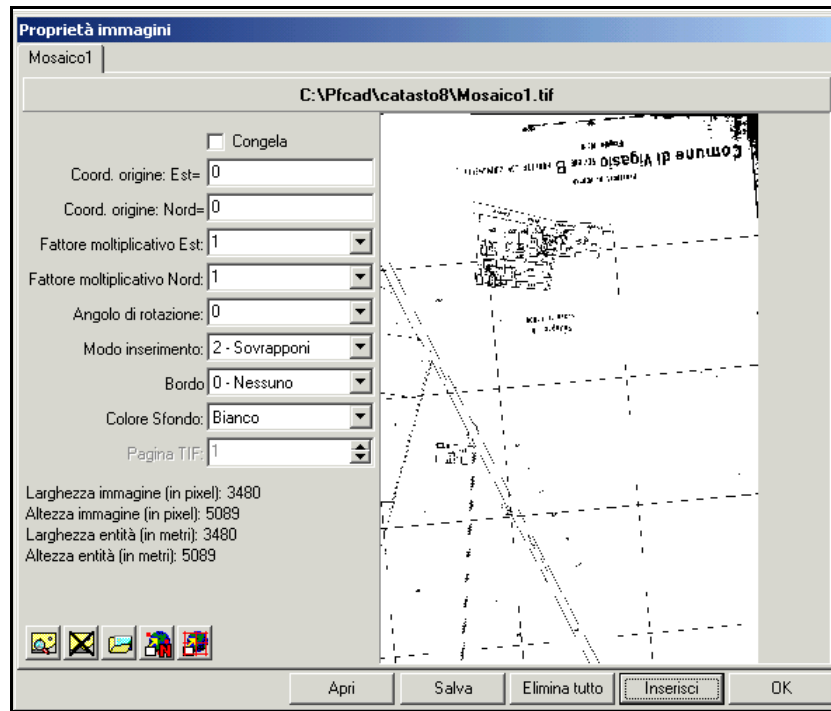 Proprietà immagini
Mosaico1
C:\Pfcad\catasto8\Mosaico1.tif
Congela
Coord. origine: Est= 0
Coord. origine: Nord= 0
Fattore moltiplicativo Est: 1
Fattore moltiplicativo Nord: 1
Angolo di rotazione: 0
Modo inserimento: 2 - Sovrapponi
Bordo 0 - Nessuno
Colore Sfondo: Bianco
Pagina TIF: 1
Larghezza immagine (in pixel): 3480
Altezza immagine (in pixel): 5089
Larghezza entità (in metri): 3480
Altezza entità (in metri): 5089
Comune di Vigasio
B
Apri
Salva
Elimina tutto
Inserisci
OK